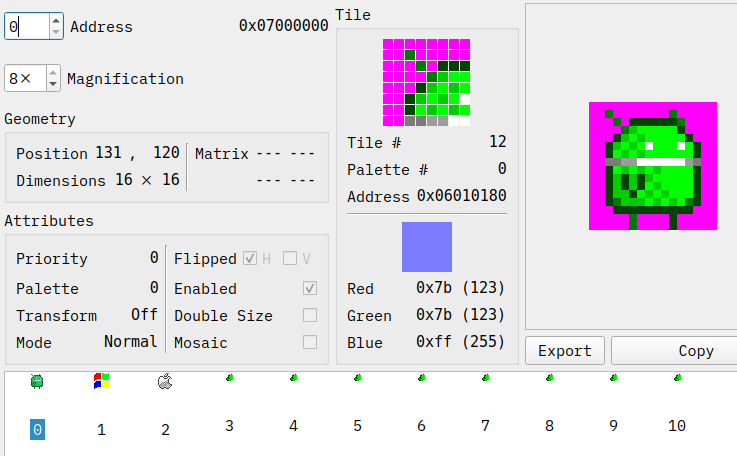 0 Address 0x07000000
8× Magnification
Geometry
Position 131 , 120 Matrix --- ---
Dimensions 16 × 16 --- ---
Attributes
Priority 0 Flipped H V
Palette 0 Enabled
Transform Off Double Size
Mode Normal Mosaic
Tile
Tile # 12
Palette # 0
Address 0x06010180
Red 0x7b (123)
Green 0x7b (123)
Blue 0xff (255)
Export Copy
0 1 2 3 4 5 6 7 8 9 10